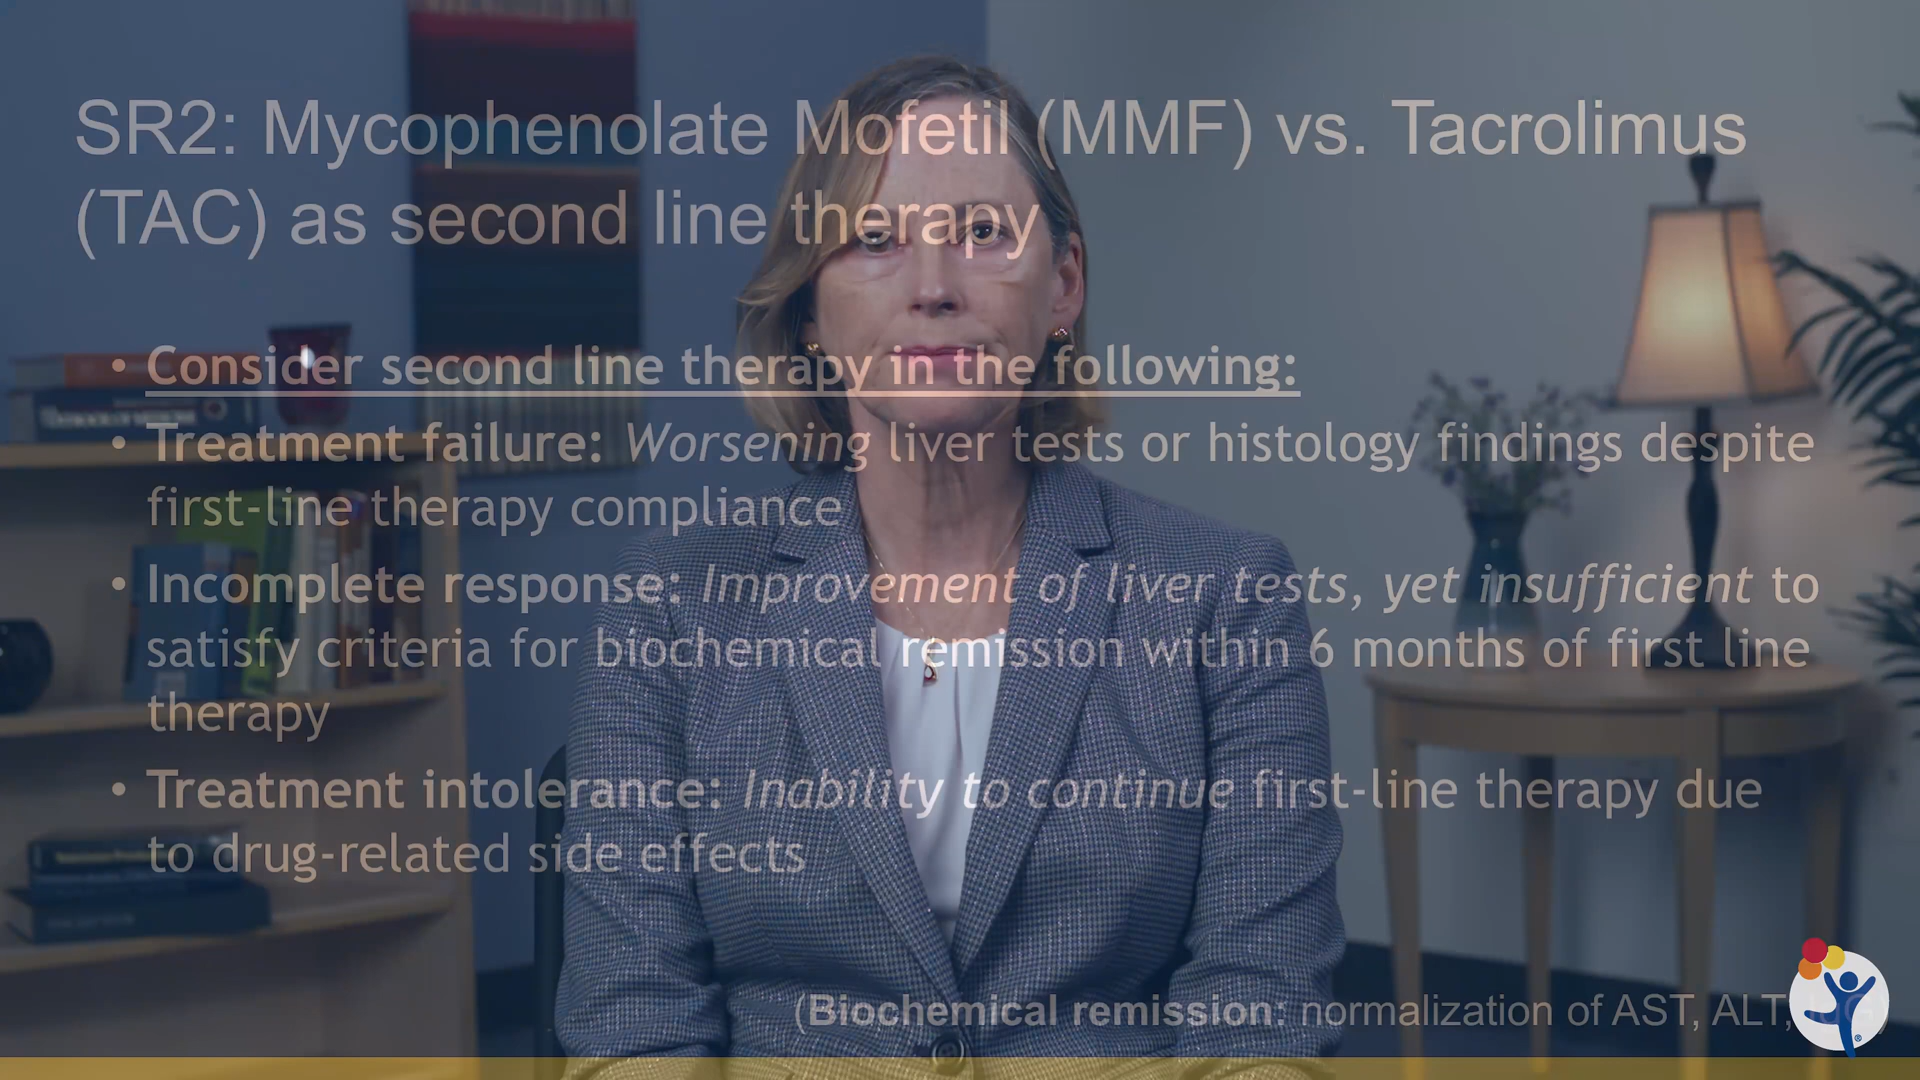 SR2: Mycophenolate Mofetil (MMF) vs. Tacrolimus
(TAC) as second line therapy
• Consider second line therapy in the following:
• Treatment failure: Worsening liver tests or histology findings despite
first-line therapy compliance
• Incomplete response: Improvement of liver tests, yet insufficient to
satisfy criteria for biochemical remission within 6 months of first line
therapy
• Treatment intolerance: Inability to continue first-line therapy due
to drug-related side effects
(Biochemical remission: normalization of AST, ALT, IgG)
®